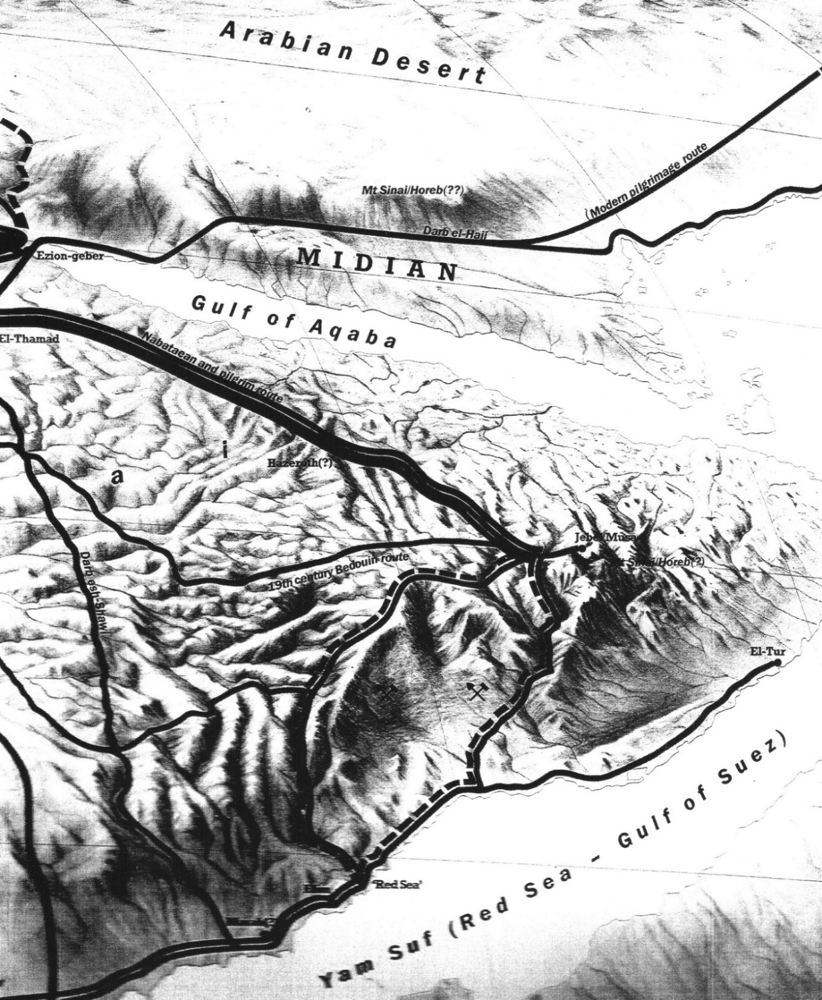 Arabian Desert
(Modern pilgrimage route
Mt Sinai/Horeb(??)
Darb el-Hajj
Ezion-geber
MIDIAN
Gulf of Aqaba
El-Thamad
Nabataean and pilgrim route
i
Hazeroth(?)
a
Jebel Musa
Mt Sinai/Horeb(?)
19th century Bedouin route
Darb esh-Shawi
El-Tur
'Red Sea'
Elim
Yam Suf (Red Sea – Gulf of Suez)